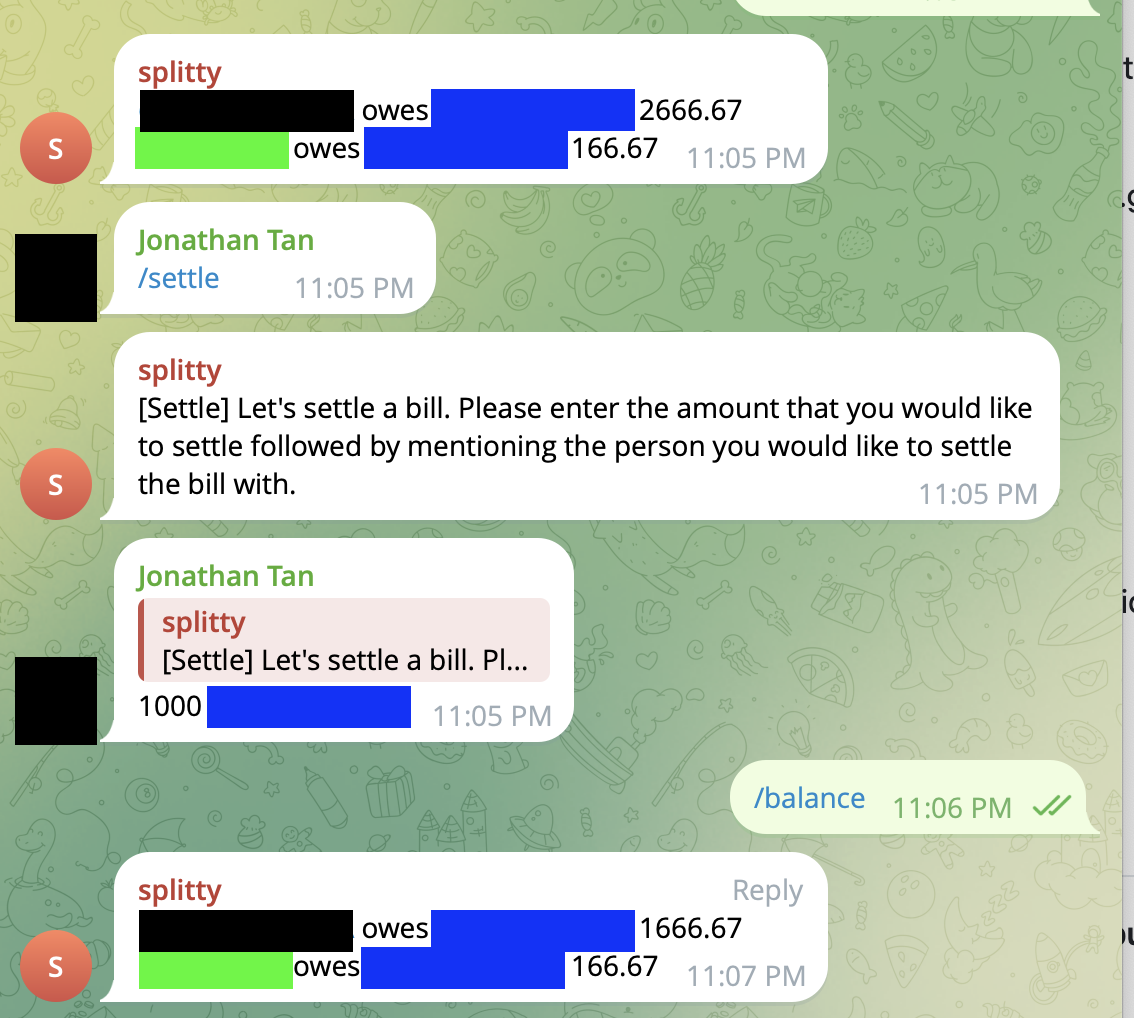 splitty
owes 2666.67
owes 166.67 11:05 PM
S
Jonathan Tan
/settle 11:05 PM
splitty
[Settle] Let's settle a bill. Please enter the amount that you would like
to settle followed by mentioning the person you would like to settle
the bill with. 11:05 PM
S
Jonathan Tan
splitty
[Settle] Let's settle a bill. Pl...
1000 11:05 PM
/balance 11:06 PM
splitty Reply
owes 1666.67
owes 166.67 11:07 PM
S